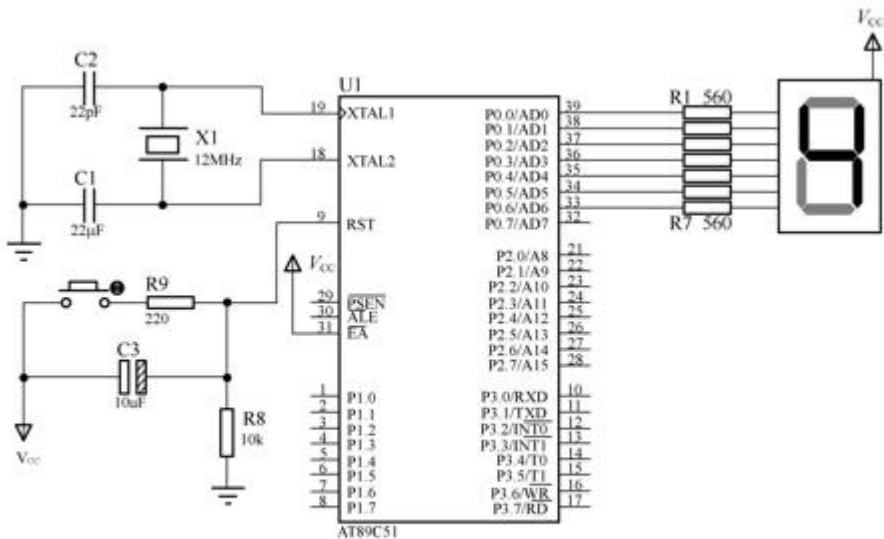 V_CC
C2
22pF
X1
12MHz
C1
22μF
U1
19 XTAL1
18 XTAL2
9 RST
29 PSEN
30 ALE
31 EA
1 P1.0
2 P1.1
3 P1.2
4 P1.3
5 P1.4
6 P1.5
7 P1.6
8 P1.7
P0.0/AD0 39
P0.1/AD1 38
P0.2/AD2 37
P0.3/AD3 36
P0.4/AD4 35
P0.5/AD5 34
P0.6/AD6 33
P0.7/AD7 32
P2.0/A8 21
P2.1/A9 22
P2.2/A10 23
P2.3/A11 24
P2.4/A12 25
P2.5/A13 26
P2.6/A14 27
P2.7/A15 28
P3.0/RXD 10
P3.1/TXD 11
P3.2/INT0 12
P3.3/INT1 13
P3.4/T0 14
P3.5/T1 15
P3.6/WR 16
P3.7/RD 17
AT89C51
R1 560
R7 560
4
V_CC
R9
220
C3
10uF
R8
10k
V_CC